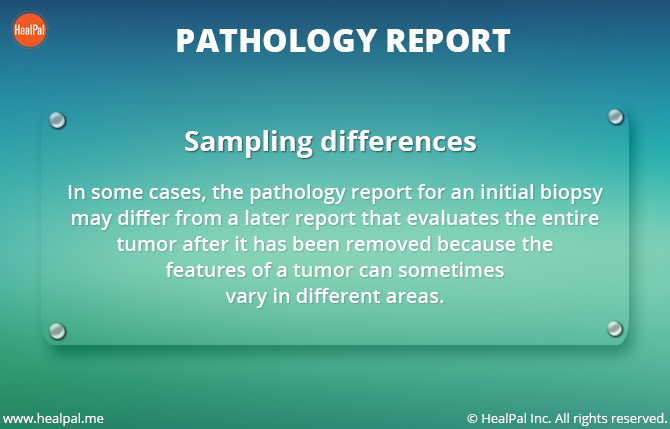 HealPal
PATHOLOGY REPORT
Sampling differences
In some cases, the pathology report for an initial biopsy
may differ from a later report that evaluates the entire
tumor after it has been removed because the
features of a tumor can sometimes
vary in different areas.
www.healpal.me
© HealPal Inc. All rights reserved.